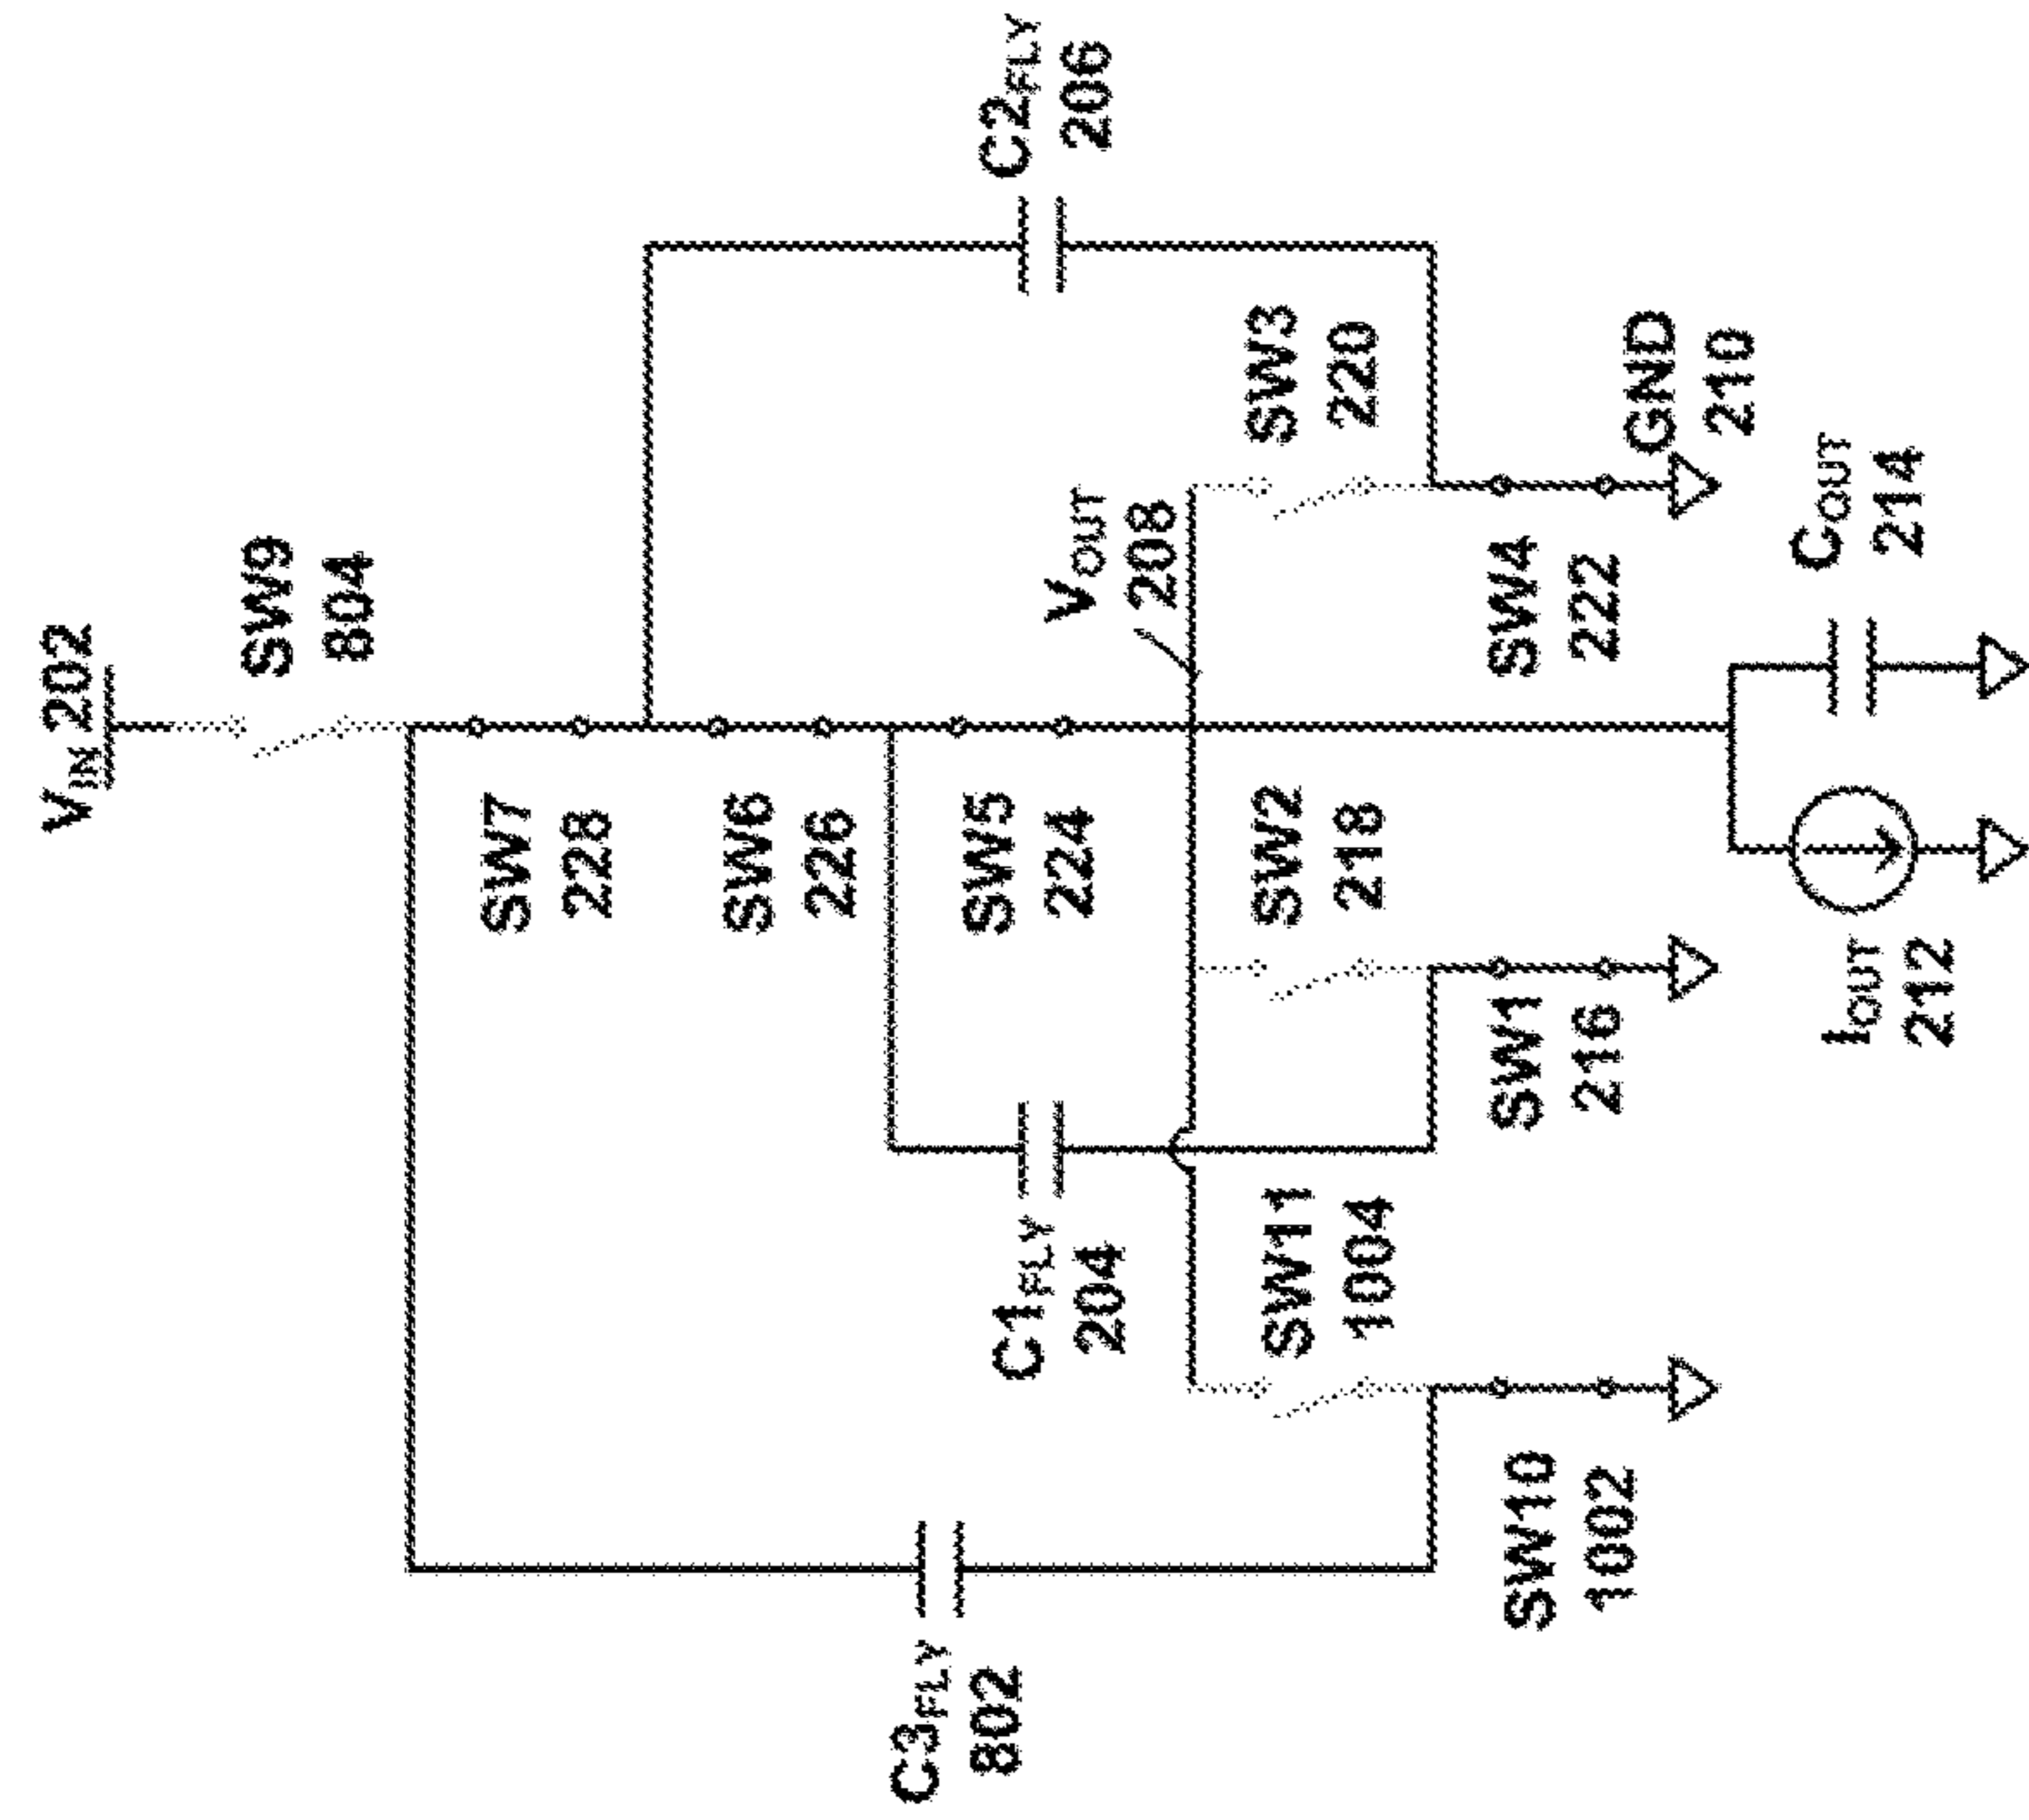 VIN 202
SW9
804
C2FLY
206
SW7
228
SW6
226
SW5
224
VOUT
208
SW3
220
C1FLY
204
C3FLY
802
SW11
1004
SW2
218
SW10
1002
SW1
216
SW4
222
GND
210
IOUT
212
COUT
214